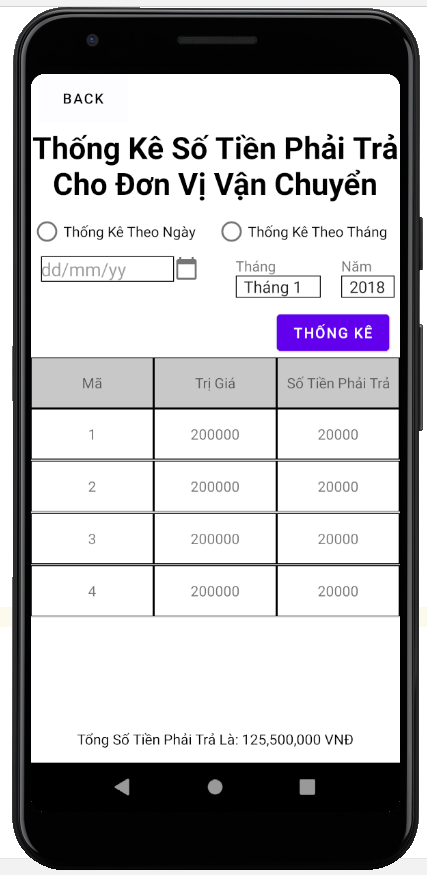 BACK
Thống Kê Số Tiền Phải Trả
Cho Đơn Vị Vận Chuyển
Thống Kê Theo Ngày Thống Kê Theo Tháng
dd/mm/yy Tháng Năm
Tháng 1 2018
THỐNG KÊ
Mã Trị Giá Số Tiền Phải Trả
1 200000 20000
2 200000 20000
3 200000 20000
4 200000 20000
Tổng Số Tiền Phải Trả Là: 125,500,000 VNĐ